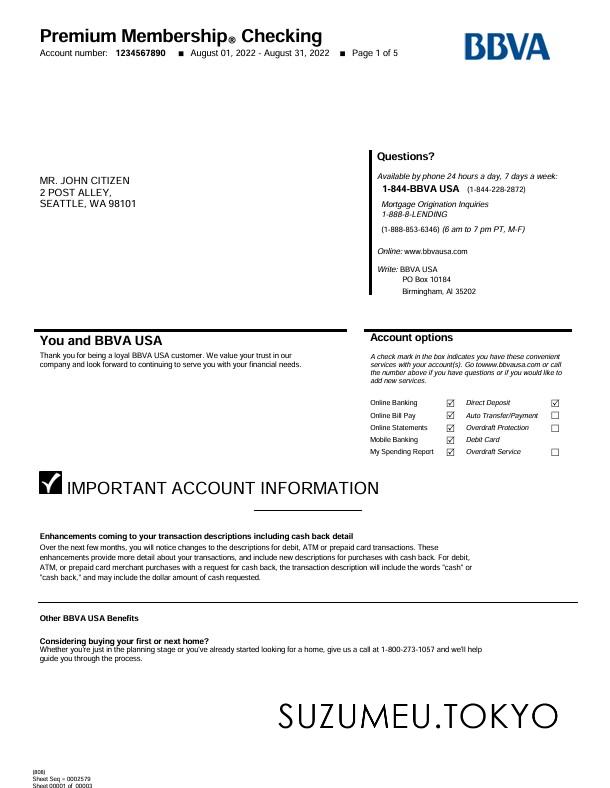 Premium Membership® Checking
Account number: 1234567890 ■ August 01, 2022 - August 31, 2022 ■ Page 1 of 5
BBVA
MR. JOHN CITIZEN
2 POST ALLEY,
SEATTLE, WA 98101
Questions?
Available by phone 24 hours a day, 7 days a week:
1-844-BBVA USA (1-844-228-2872)
Mortgage Origination Inquiries
1-888-8-LENDING
(1-888-853-6346) (6 am to 7 pm PT, M-F)
Online: www.bbvausa.com
Write: BBVA USA
PO Box 10184
Birmingham, Al 35202
You and BBVA USA
Thank you for being a loyal BBVA USA customer. We value your trust in our
company and look forward to continuing to serve you with your financial needs.
Account options
A check mark in the box indicates you have these convenient
services with your account(s). Go towww.bbvausa.com or call
the number above if you have questions or if you would like to
add new services.
Online Banking ☑ Direct Deposit ☑
Online Bill Pay ☑ Auto Transfer/Payment ☐
Online Statements ☑ Overdraft Protection ☐
Mobile Banking ☑ Debit Card
My Spending Report ☑ Overdraft Service ☐
IMPORTANT ACCOUNT INFORMATION
Enhancements coming to your transaction descriptions including cash back detail
Over the next few months, you will notice changes to the descriptions for debit, ATM or prepaid card transactions. These
enhancements provide more detail about your transactions, and include new descriptions for purchases with cash back. For debit,
ATM, or prepaid card merchant purchases with a request for cash back, the transaction description will include the words "cash" or
"cash back," and may include the dollar amount of cash requested.
Other BBVA USA Benefits
Considering buying your first or next home?
Whether you're just in the planning stage or you've already started looking for a home, give us a call at 1-800-273-1057 and we'll help
guide you through the process.
SUZUMEU.TOKYO
(808)
Sheet Seq = 0002579
Sheet 00001 of 00003